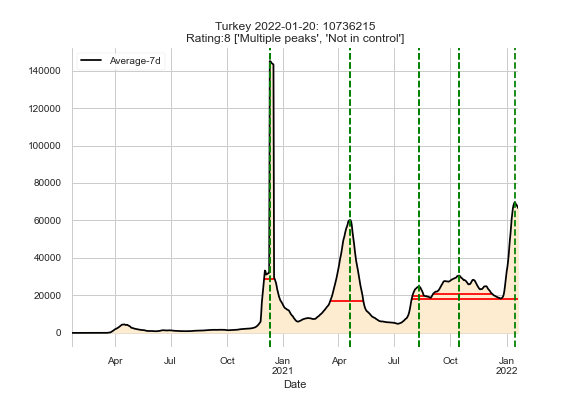 Turkey 2022-01-20: 10736215
Rating:8 ['Multiple peaks', 'Not in control']
Average-7d
140000
120000
100000
80000
60000
40000
20000
0
Apr Jul Oct Jan Apr Jul Oct Jan
2021 2022
Date